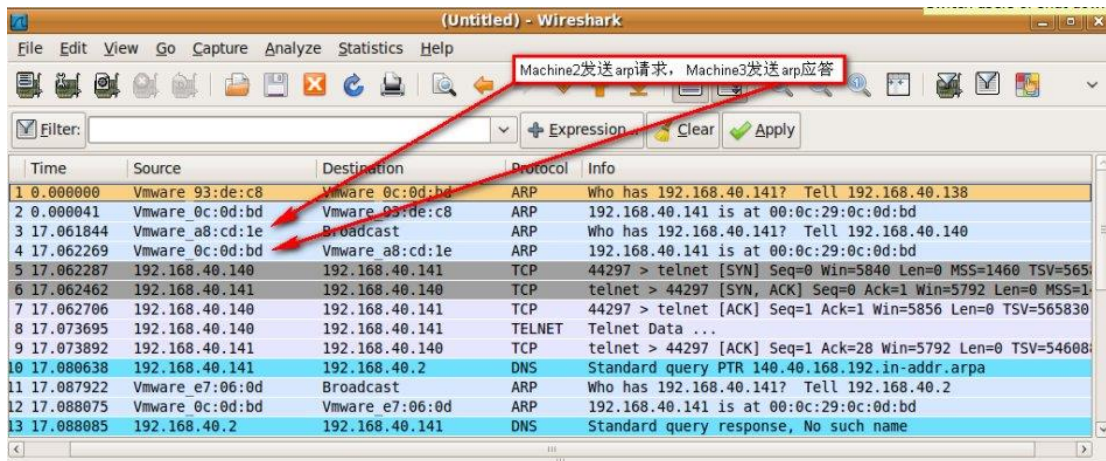 (Untitled) - Wireshark
File Edit View Go Capture Analyze Statistics Help
Machine2发送arp请求，Machine3发送arp应答
Filter: Expression... Clear Apply
Time Source Destination Protocol Info
1 0.000000 Vmware_93:de:c8 Vmware_0c:0d:bd ARP Who has 192.168.40.141? Tell 192.168.40.138
2 0.000041 Vmware_0c:0d:bd Vmware_93:de:c8 ARP 192.168.40.141 is at 00:0c:29:0c:0d:bd
3 17.061844 Vmware_a8:cd:1e Broadcast ARP Who has 192.168.40.141? Tell 192.168.40.140
4 17.062269 Vmware_0c:0d:bd Vmware_a8:cd:1e ARP 192.168.40.141 is at 00:0c:29:0c:0d:bd
5 17.062287 192.168.40.140 192.168.40.141 TCP 44297 > telnet [SYN] Seq=0 Win=5840 Len=0 MSS=1460 TSV=565
6 17.062462 192.168.40.141 192.168.40.140 TCP telnet > 44297 [SYN, ACK] Seq=0 Ack=1 Win=5792 Len=0 MSS=1
7 17.062706 192.168.40.140 192.168.40.141 TCP 44297 > telnet [ACK] Seq=1 Ack=1 Win=5856 Len=0 TSV=565830
8 17.073695 192.168.40.140 192.168.40.141 TELNET Telnet Data ...
9 17.073892 192.168.40.141 192.168.40.140 TCP telnet > 44297 [ACK] Seq=1 Ack=28 Win=5792 Len=0 TSV=54608
10 17.080638 192.168.40.141 192.168.40.2 DNS Standard query PTR 140.40.168.192.in-addr.arpa
11 17.087922 Vmware_e7:06:0d Broadcast ARP Who has 192.168.40.141? Tell 192.168.40.2
12 17.088075 Vmware_0c:0d:bd Vmware_e7:06:0d ARP 192.168.40.141 is at 00:0c:29:0c:0d:bd
13 17.088085 192.168.40.2 192.168.40.141 DNS Standard query response, No such name